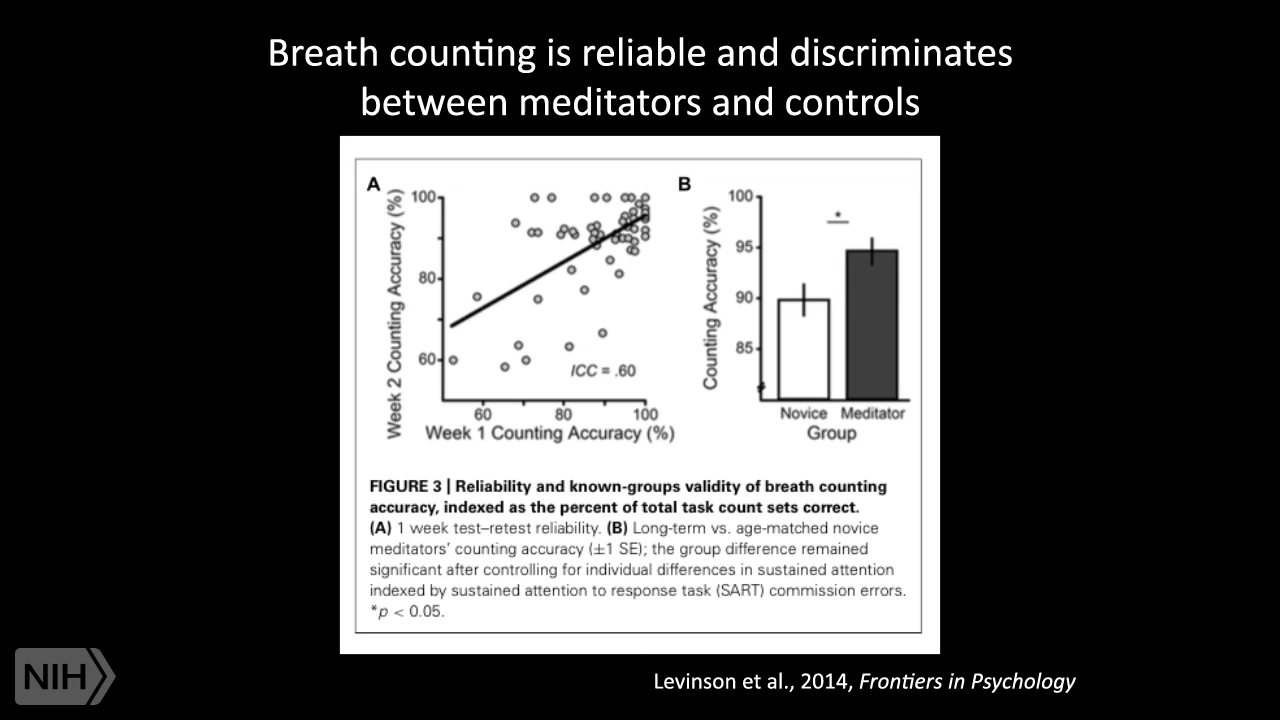 Breath counting is reliable and discriminates
between meditators and controls
A
Week 2 Counting Accuracy (%)
100
80
60
ICC = .60
60
80
100
Week 1 Counting Accuracy (%)
B
Counting Accuracy (%)
100
95
90
85
*
Novice
Meditator
Group
FIGURE 3 | Reliability and known-groups validity of breath counting
accuracy, indexed as the percent of total task count sets correct.
(A) 1 week test–retest reliability. (B) Long-term vs. age-matched novice
meditators' counting accuracy (±1 SE); the group difference remained
significant after controlling for individual differences in sustained attention
indexed by sustained attention to response task (SART) commission errors.
*p < 0.05.
NIH
Levinson et al., 2014, Frontiers in Psychology